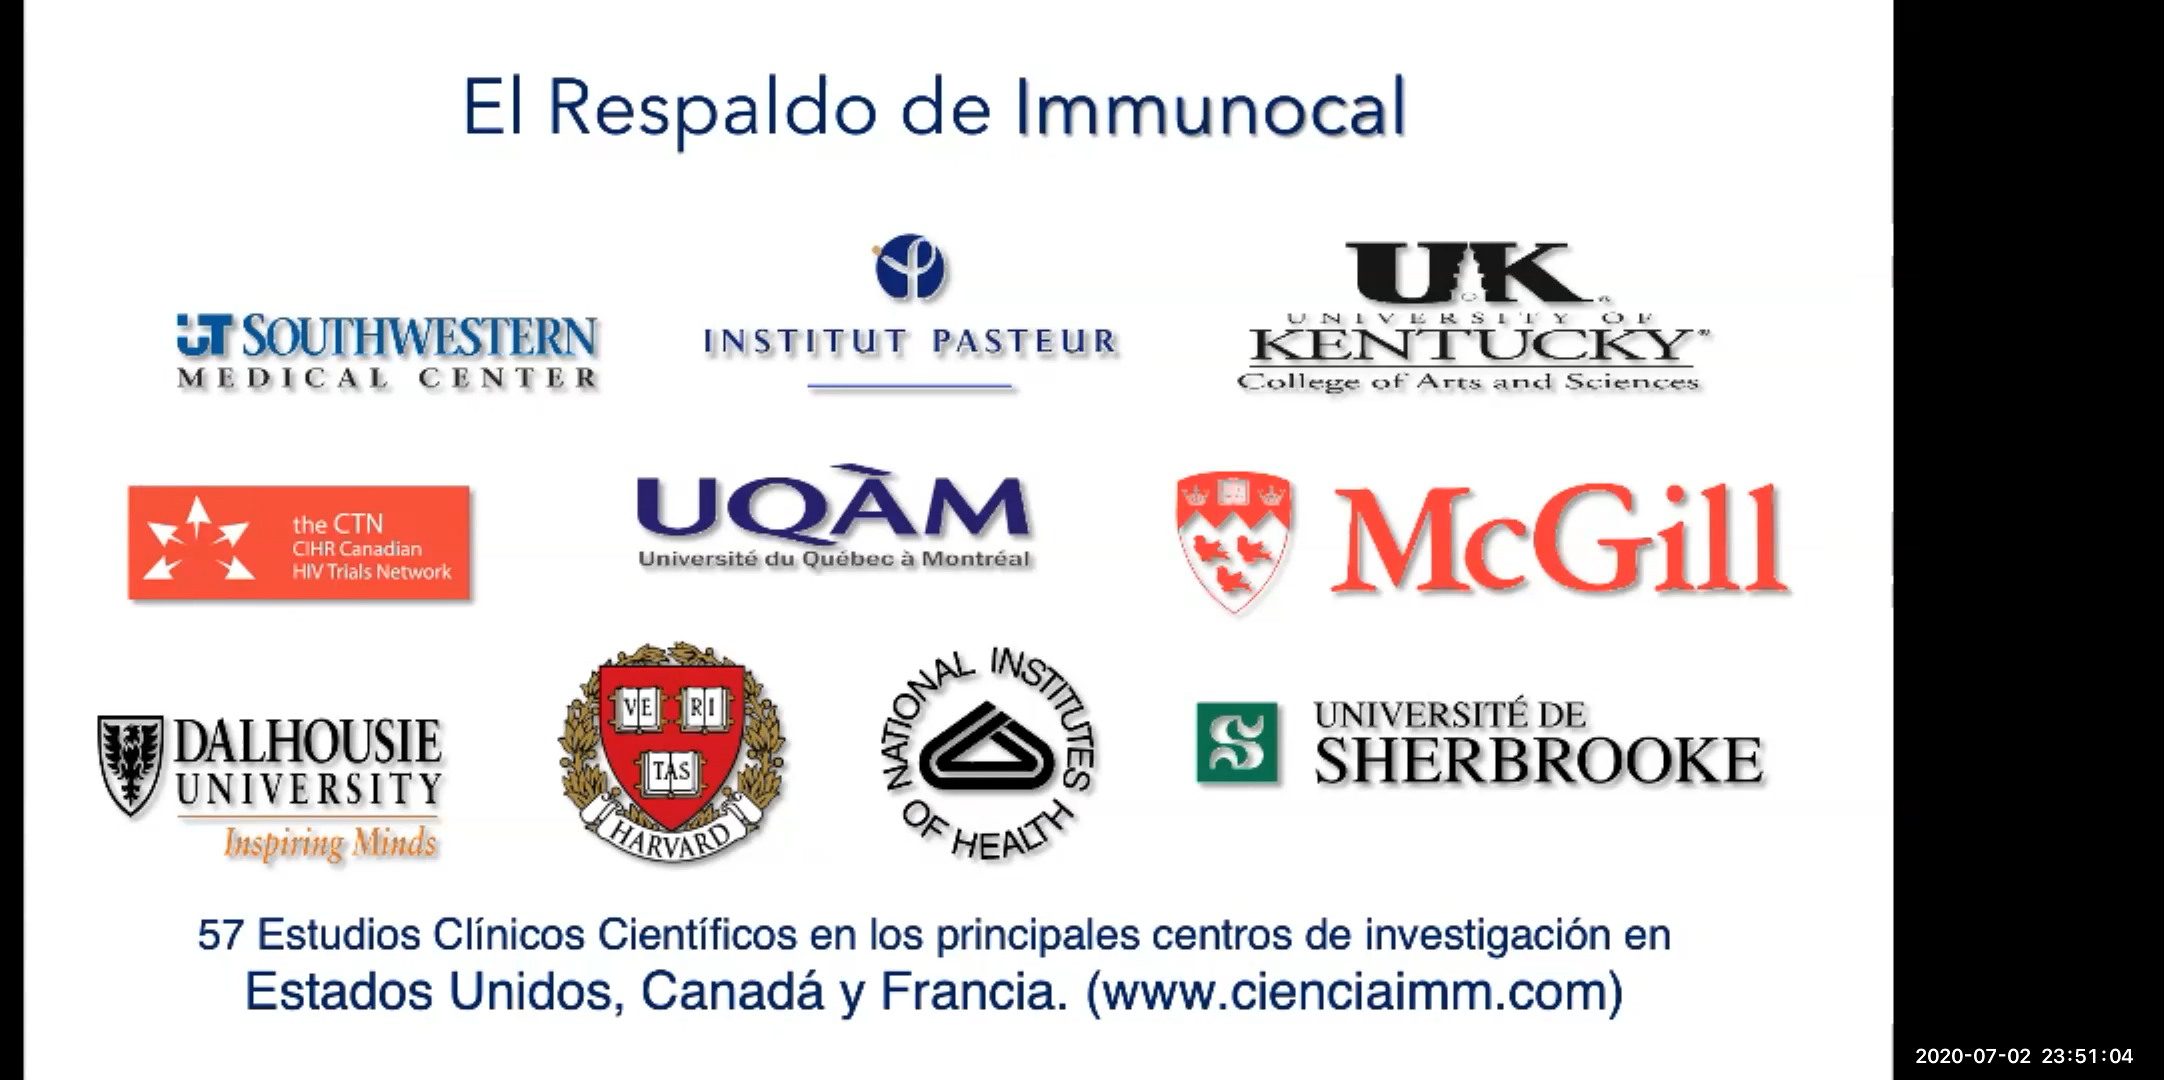 El Respaldo de Immunocal
UT SOUTHWESTERN
MEDICAL CENTER
INSTITUT PASTEUR
UK
UNIVERSITY OF
KENTUCKY™
College of Arts and Sciences
the CTN
CIHR Canadian
HIV Trials Network
UQÀM
Université du Québec à Montréal
McGill
DALHOUSIE
UNIVERSITY
Inspiring Minds
VE RI
TAS
HARVARD
NATIONAL INSTITUTES
OF HEALTH
UNIVERSITÉ DE
SHERBROOKE
57 Estudios Clínicos Científicos en los principales centros de investigación en
Estados Unidos, Canadá y Francia. (www.cienciaimm.com)
2020-07-02 23:51:04